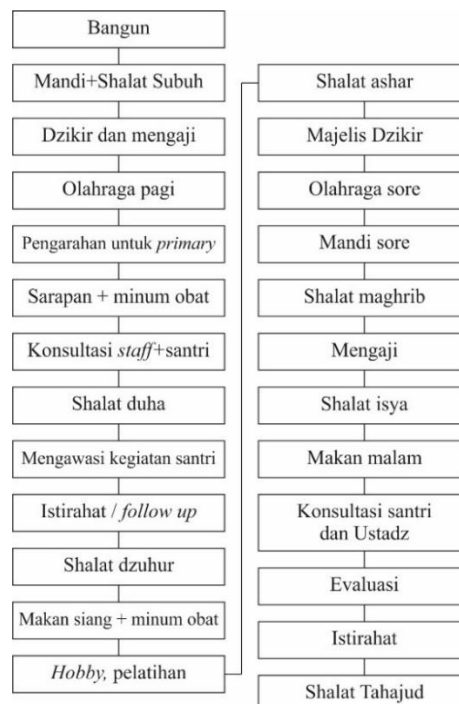 Bangun
Mandi+Shalat Subuh
Dzikir dan mengaji
Olahraga pagi
Pengarahan untuk primary
Sarapan + minum obat
Konsultasi staff+santri
Shalat duha
Mengawasi kegiatan santri
Istirahat / follow up
Shalat dzuhur
Makan siang + minum obat
Hobby, pelatihan
Shalat ashar
Majelis Dzikir
Olahraga sore
Mandi sore
Shalat maghrib
Mengaji
Shalat isya
Makan malam
Konsultasi santri
dan Ustadz
Evaluasi
Istirahat
Shalat Tahajud